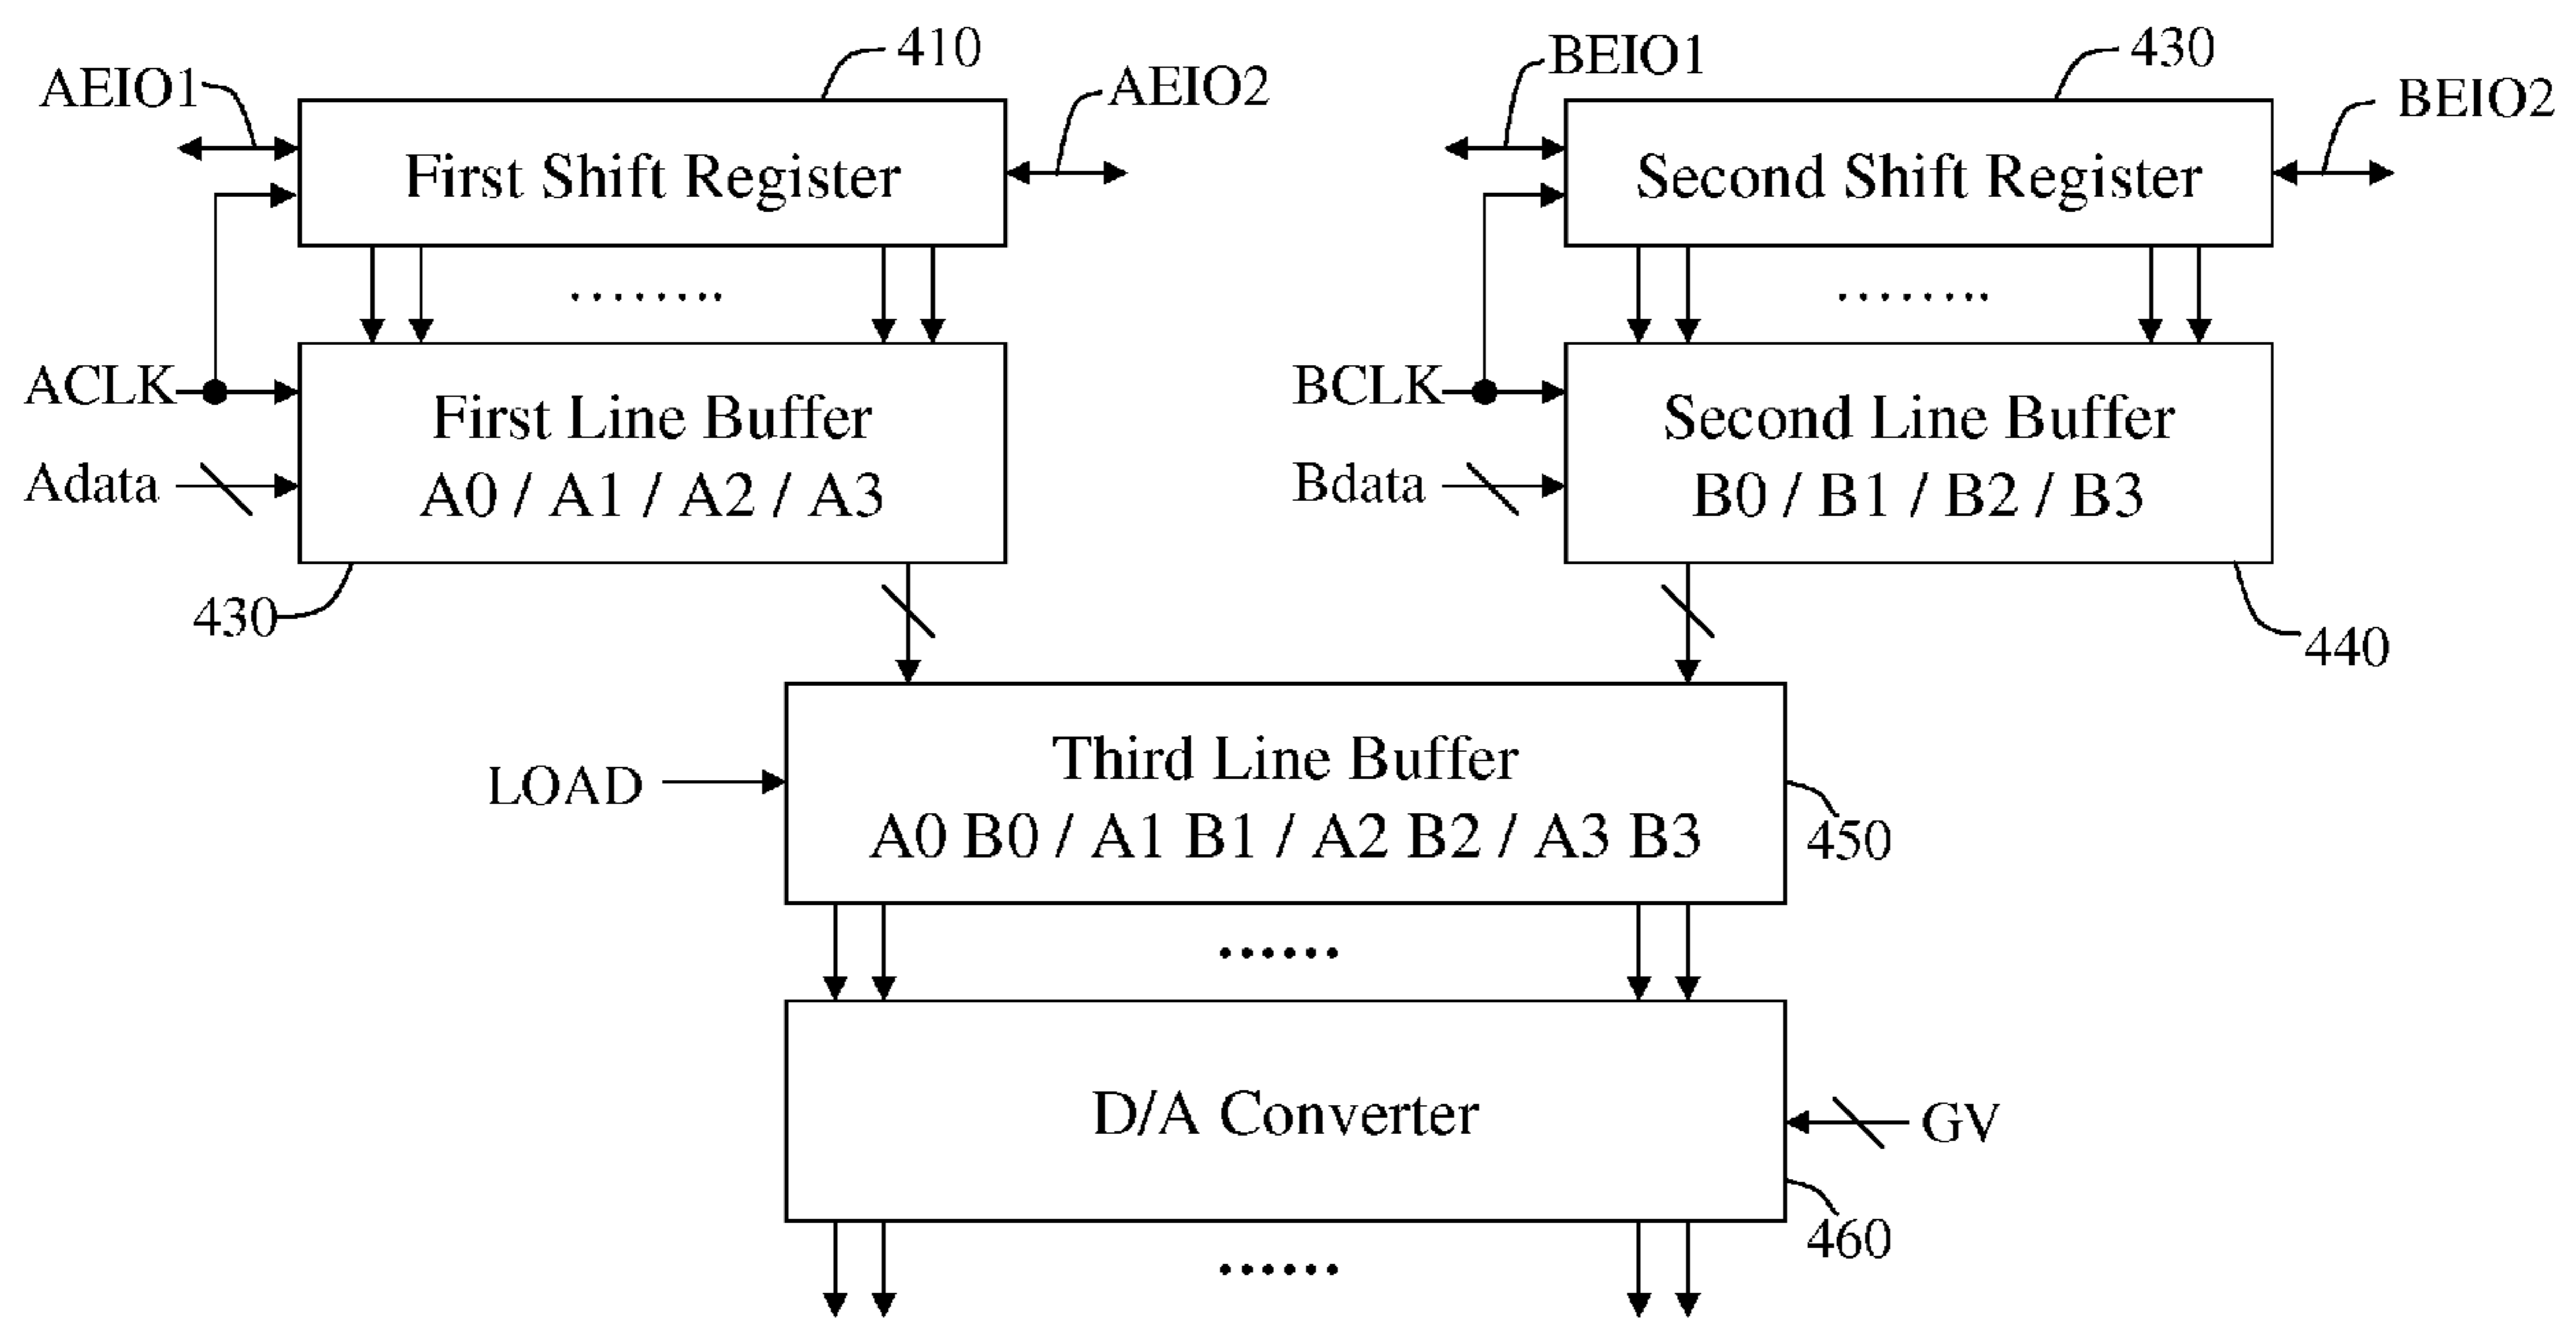 410
430
AEIO1
AEIO2
BEIO1
BEIO2
First Shift Register
Second Shift Register
ACLK
First Line Buffer
A0 / A1 / A2 / A3
Adata
BCLK
Second Line Buffer
B0 / B1 / B2 / B3
Bdata
430
440
LOAD
Third Line Buffer
A0 B0 / A1 B1 / A2 B2 / A3 B3
450
D/A Converter
GV
460